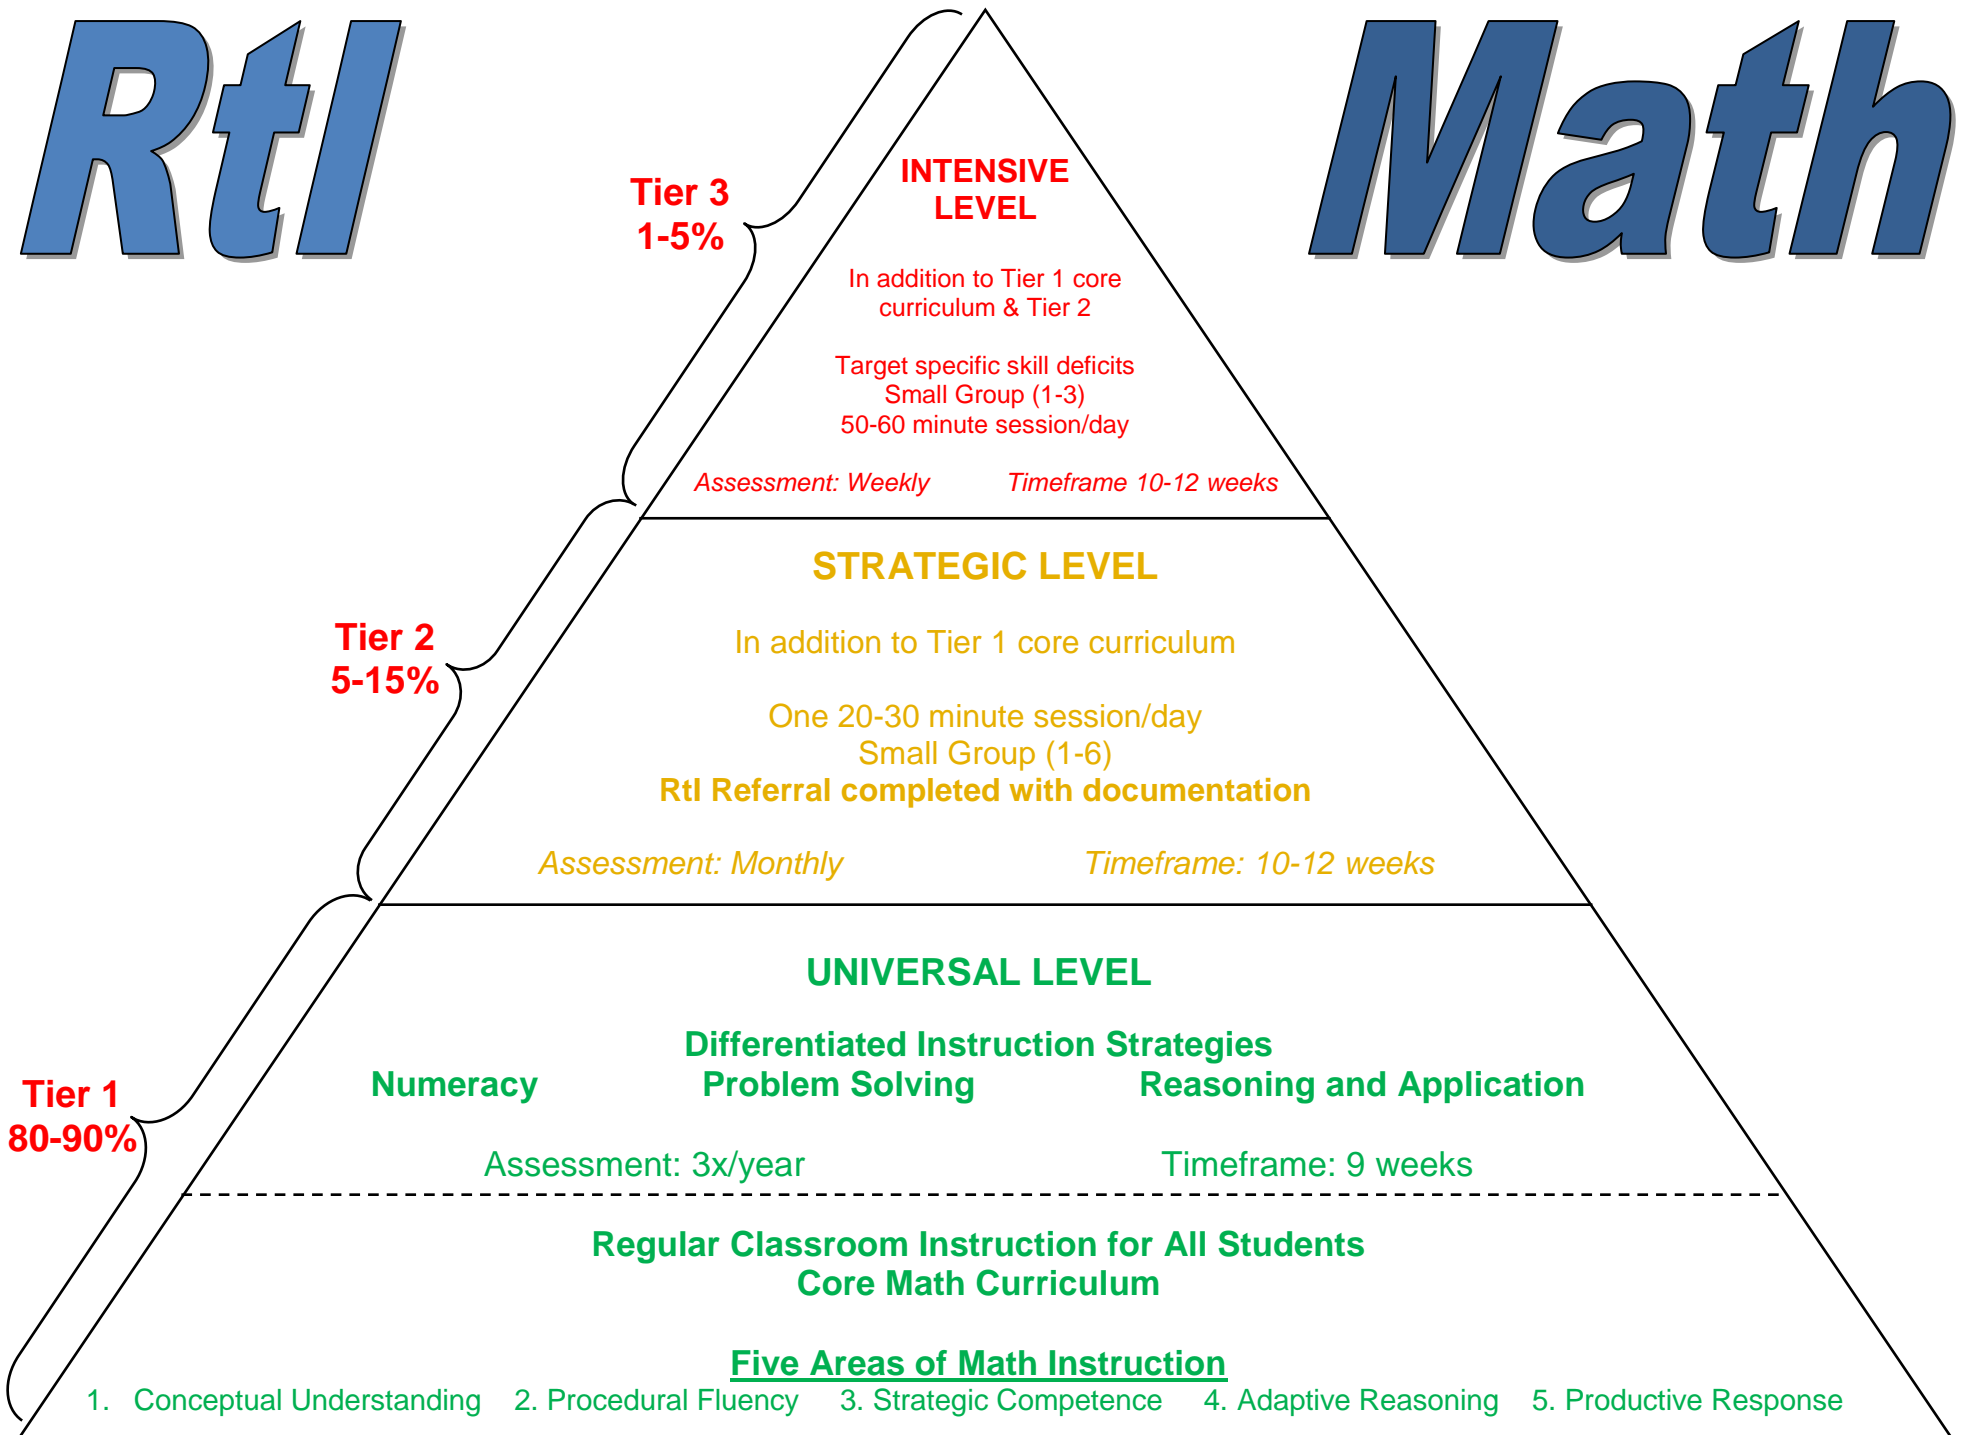 RtI
Math
Tier 3
1-5%
INTENSIVE
LEVEL
In addition to Tier 1 core
curriculum & Tier 2
Target specific skill deficits
Small Group (1-3)
50-60 minute session/day
Assessment: Weekly Timeframe 10-12 weeks
Tier 2
5-15%
STRATEGIC LEVEL
In addition to Tier 1 core curriculum
One 20-30 minute session/day
Small Group (1-6)
RtI Referral completed with documentation
Assessment: Monthly Timeframe: 10-12 weeks
Tier 1
80-90%
UNIVERSAL LEVEL
Differentiated Instruction Strategies
Numeracy Problem Solving Reasoning and Application
Assessment: 3x/year Timeframe: 9 weeks
Regular Classroom Instruction for All Students
Core Math Curriculum
Five Areas of Math Instruction
1. Conceptual Understanding 2. Procedural Fluency 3. Strategic Competence 4. Adaptive Reasoning 5. Productive Response